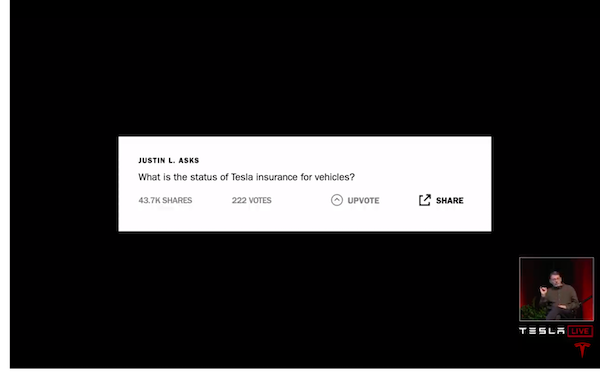 JUSTIN L. ASKS
What is the status of Tesla insurance for vehicles?
43.7K SHARES 222 VOTES UPVOTE SHARE
TESLA LIVE